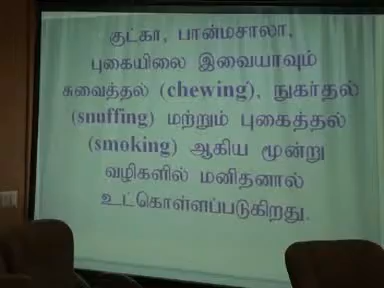 குட்கா, பான்மசாலா,
புகையிலை இவையாவும்
சுவைத்தல் (chewing), நுகர்தல்
(snuffing) மற்றும் புகைத்தல்
(smoking) ஆகிய மூன்று
வழிகளில் மனிதனால்
உட்கொள்ளப்படுகிறது.